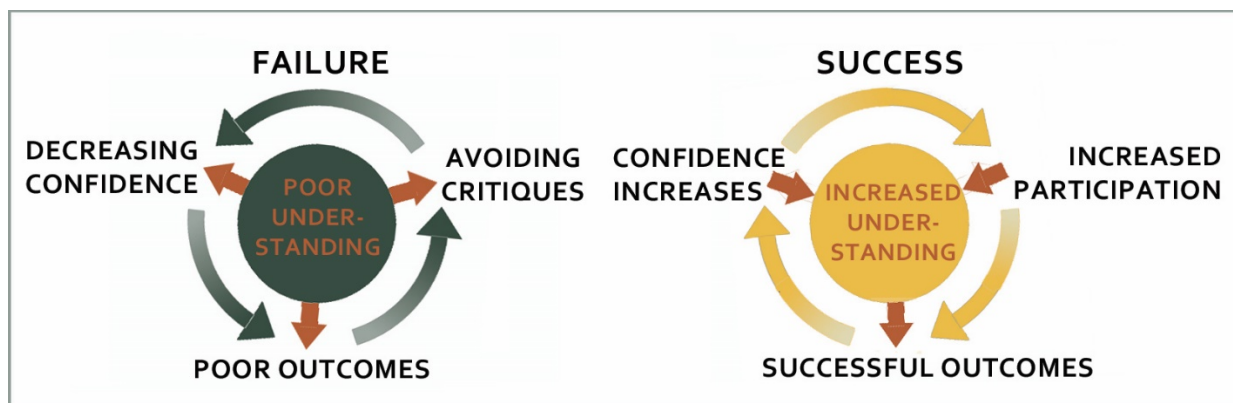 FAILURE
DECREASING
CONFIDENCE
POOR
UNDER-
STANDING
AVOIDING
CRITIQUES
POOR OUTCOMES
SUCCESS
CONFIDENCE
INCREASES
INCREASED
UNDER-
STANDING
INCREASED
PARTICIPATION
SUCCESSFUL OUTCOMES